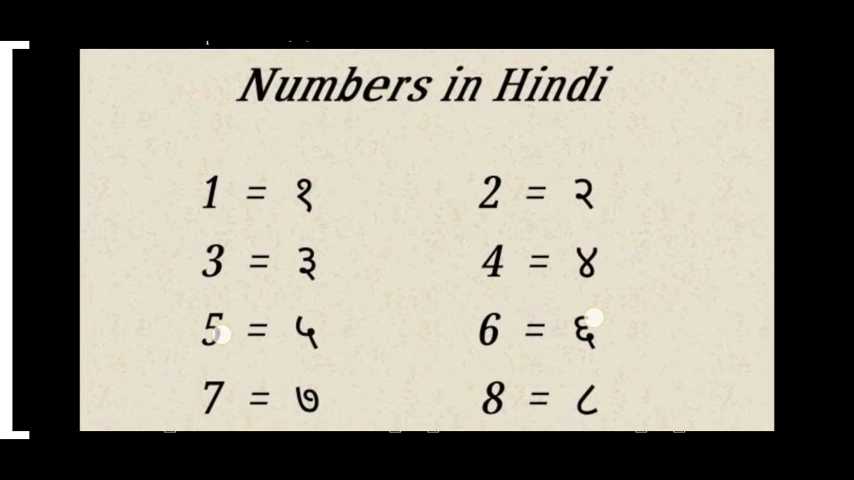 Numbers in Hindi
1 = १ 2 = २
3 = ३ 4 = ४
5 = ५ 6 = ६
7 = ७ 8 = ८